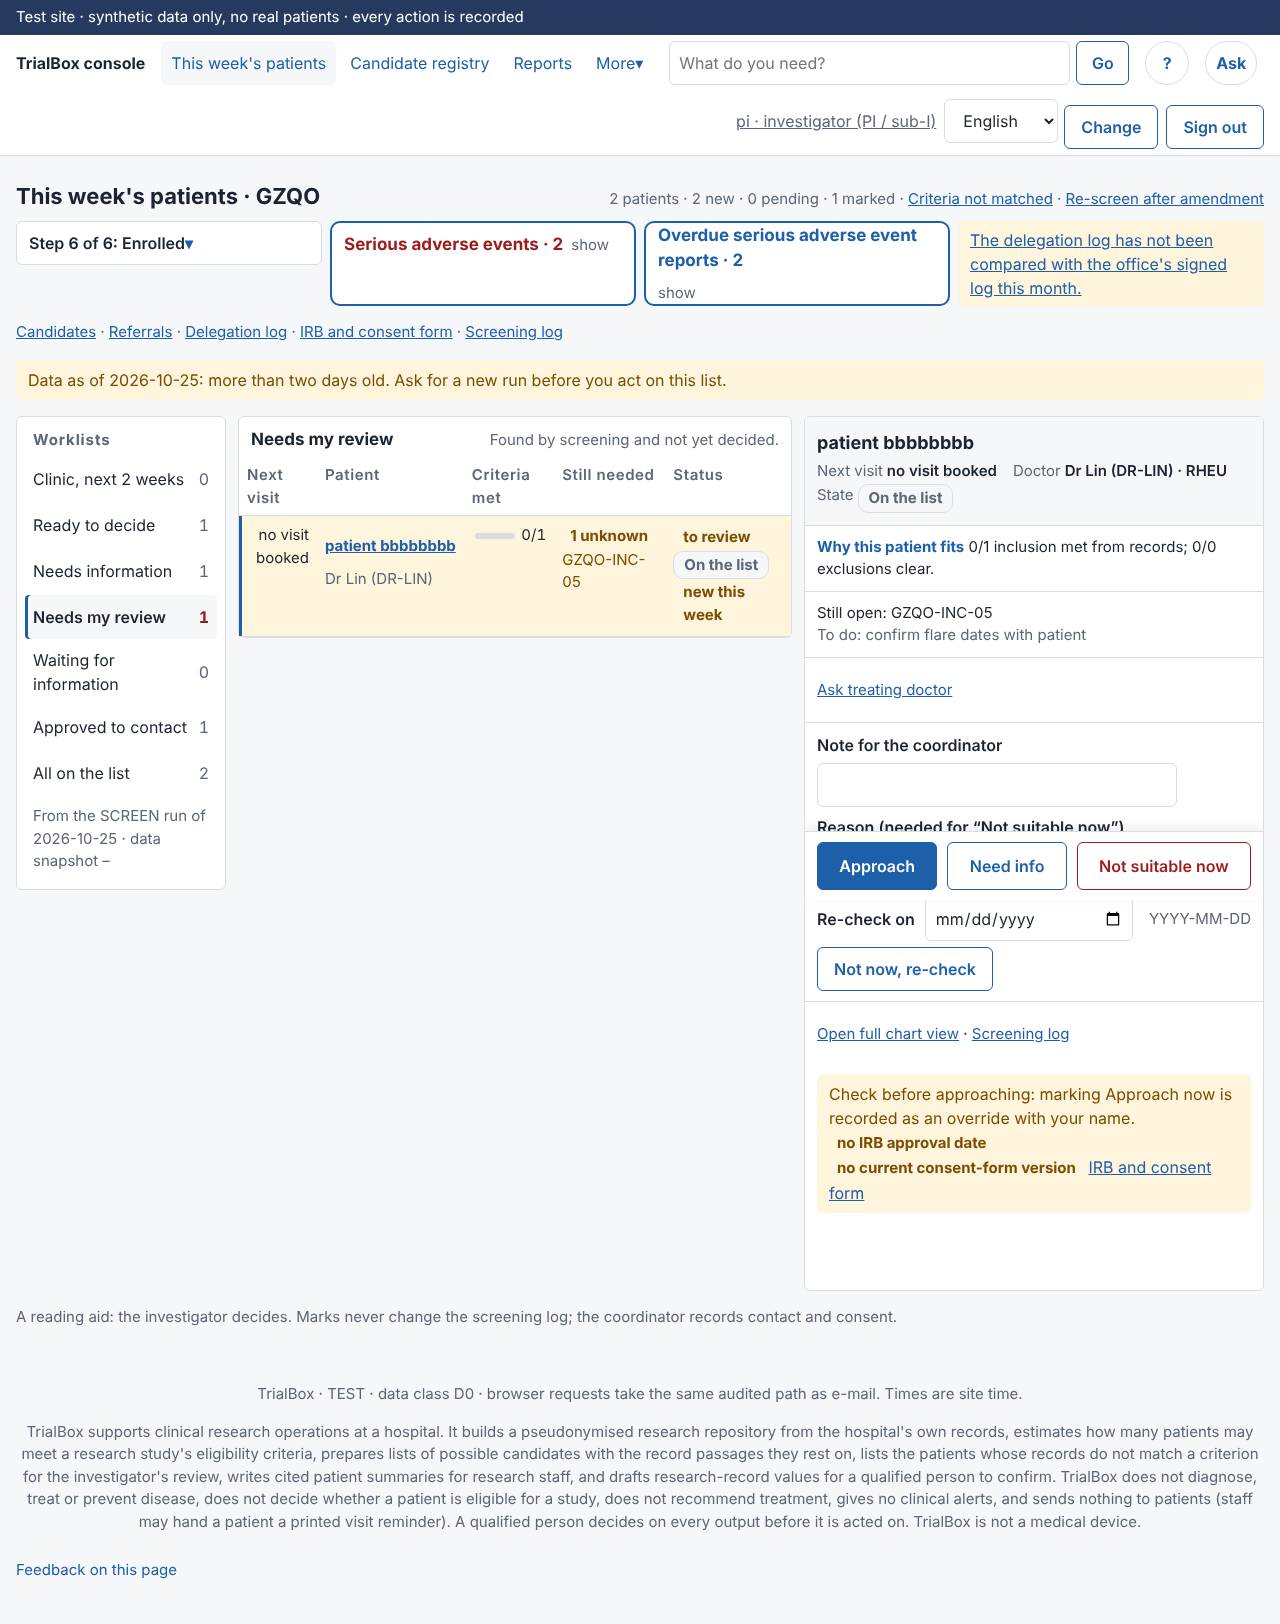 Test site · synthetic data only, no real patients · every action is recorded
TrialBox console
This week's patients
Candidate registry
Reports
More▾
What do you need?
Go
?
Ask
pi · investigator (PI / sub-I)
English
Change
Sign out
This week's patients · GZQO
2 patients · 2 new · 0 pending · 1 marked · Criteria not matched · Re-screen after amendment
Step 6 of 6: Enrolled▾
Serious adverse events · 2 show
Overdue serious adverse event
reports · 2
show
The delegation log has not been
compared with the office's signed
log this month.
Candidates · Referrals · Delegation log · IRB and consent form · Screening log
Data as of 2026-10-25: more than two days old. Ask for a new run before you act on this list.
Worklists
Clinic, next 2 weeks 0
Ready to decide 1
Needs information 1
Needs my review 1
Waiting for
information 0
Approved to contact 1
All on the list 2
From the SCREEN run of
2026-10-25 · data
snapshot –
Needs my review
Found by screening and not yet decided.
Next
visit
Patient
Criteria
met
Still needed
Status
no visit
booked
patient bbbbbbbb
Dr Lin (DR-LIN)
0/1
1 unknown
GZQO-INC-
05
to review
On the list
new this
week
patient bbbbbbbb
Next visit no visit booked Doctor Dr Lin (DR-LIN) · RHEU
State On the list
Why this patient fits 0/1 inclusion met from records; 0/0
exclusions clear.
Still open: GZQO-INC-05
To do: confirm flare dates with patient
Ask treating doctor
Note for the coordinator
Reason (needed for “Not suitable now”)
Approach
Need info
Not suitable now
Re-check on mm/dd/yyyy YYYY-MM-DD
Not now, re-check
Open full chart view · Screening log
Check before approaching: marking Approach now is
recorded as an override with your name.
no IRB approval date
no current consent-form version IRB and consent
form
A reading aid: the investigator decides. Marks never change the screening log; the coordinator records contact and consent.
TrialBox · TEST · data class D0 · browser requests take the same audited path as e-mail. Times are site time.
TrialBox supports clinical research operations at a hospital. It builds a pseudonymised research repository from the hospital's own records, estimates how many patients may
meet a research study's eligibility criteria, prepares lists of possible candidates with the record passages they rest on, lists the patients whose records do not match a criterion
for the investigator's review, writes cited patient summaries for research staff, and drafts research-record values for a qualified person to confirm. TrialBox does not diagnose,
treat or prevent disease, does not decide whether a patient is eligible for a study, does not recommend treatment, gives no clinical alerts, and sends nothing to patients (staff
may hand a patient a printed visit reminder). A qualified person decides on every output before it is acted on. TrialBox is not a medical device.
Feedback on this page